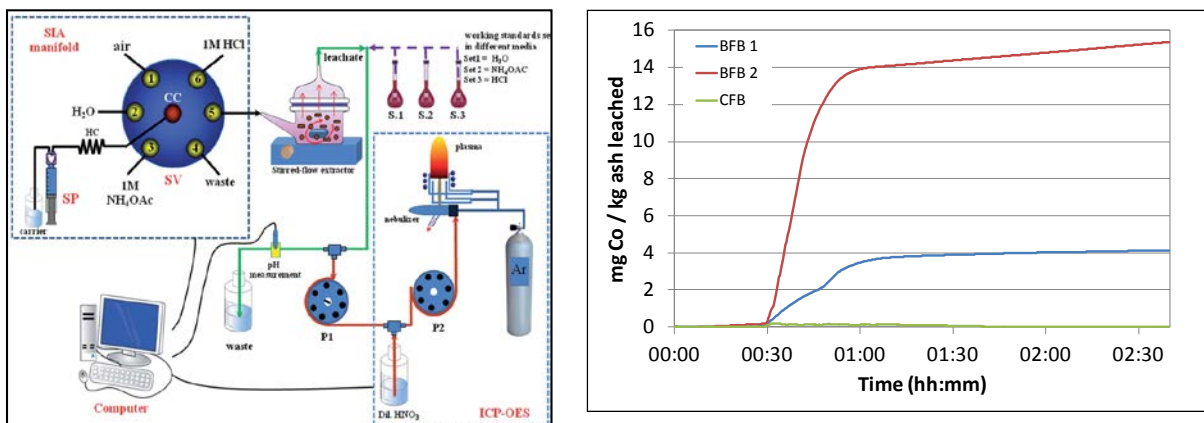 SIA
manifold
air
1M HCl
1
6
CC
H₂O
2
5
HC
3
4
SP
1M
NH₄OAc
SV
waste
carrier
leachate
Stirred-flow extractor
working standards se
in different media
Set1 = H₂O
Set 2 = NH₄OAC
Set 3 = HCl
S.1
S.2
S.3
plasma
nebulizer
Ar
pH
measurement
waste
P1
P2
Dil. HNO₃
ICP-OES
Computer
mg Co / kg ash leached
16
14
12
10
8
6
4
2
0
BFB 1
BFB 2
CFB
00:00
00:30
01:00
01:30
02:00
02:30
Time (hh:mm)